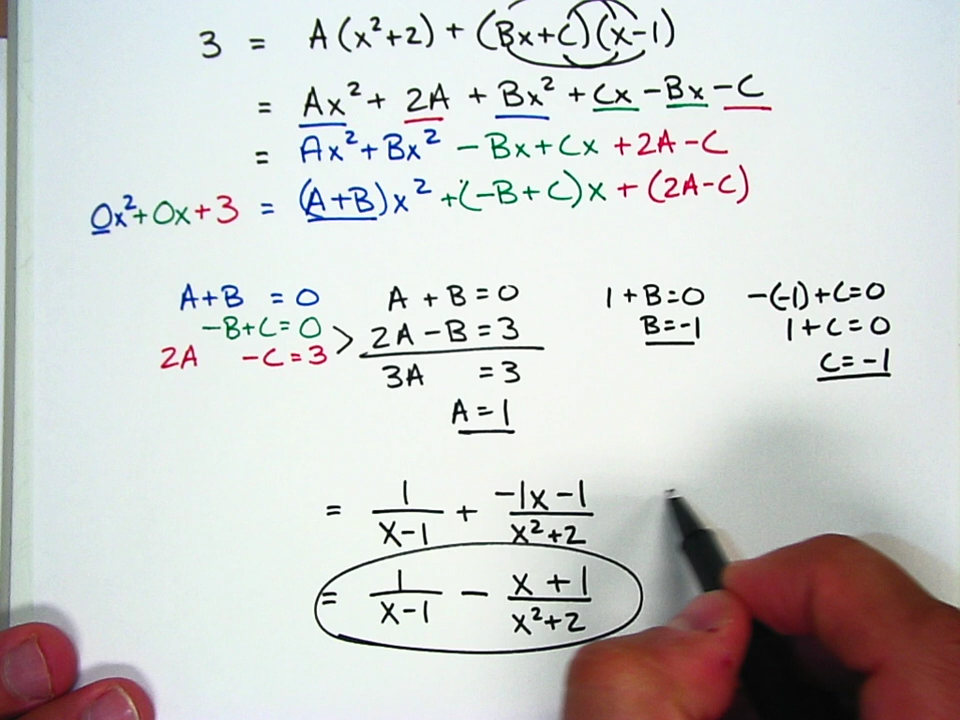 3 = A(x²+2) + (Bx+C)(x-1)
= Ax² + 2A + Bx² + Cx - Bx - C
= Ax² + Bx² - Bx + Cx + 2A - C
0x²+0x+3 = (A+B)x² + (-B+C)x + (2A-C)
A+B = 0
-B+C = 0
2A -C = 3
>
A + B = 0
2A - B = 3
3A = 3
A = 1
1+B=0
B=-1
-(-1)+C=0
1+C=0
C=-1
= 1/(x-1) + (-1x-1)/(x²+2)
= 1/(x-1) - (x+1)/(x²+2)